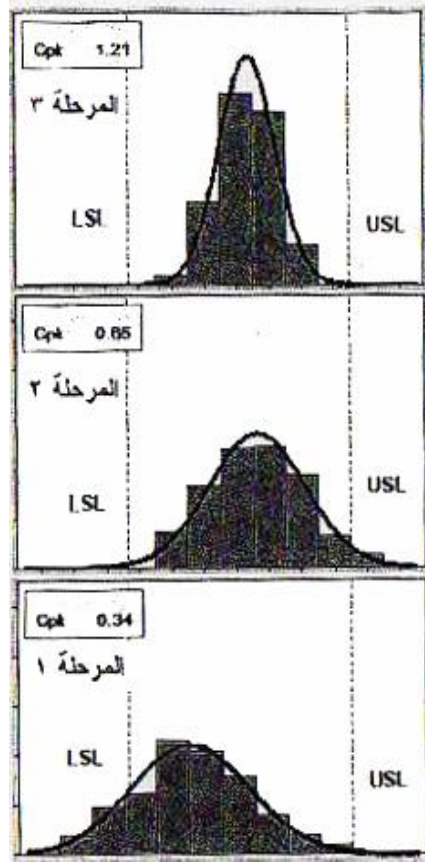 Cpk 1.21
المرحلة ٣
LSL
USL
Cpk 0.65
المرحلة ٢
LSL
USL
Cpk 0.34
المرحلة ١
LSL
USL